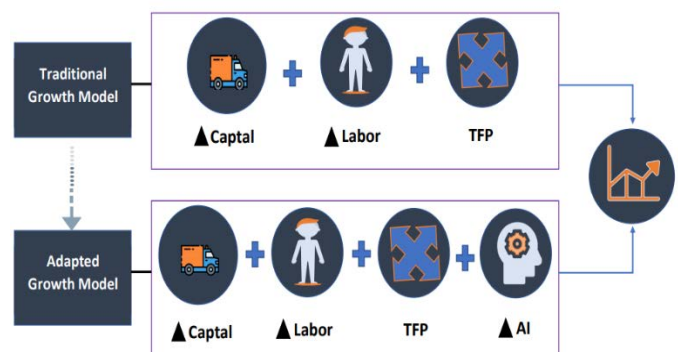 Traditional
Growth Model
▲Captal
▲Labor
TFP
Adapted
Growth Model
▲Captal
▲Labor
TFP
▲AI